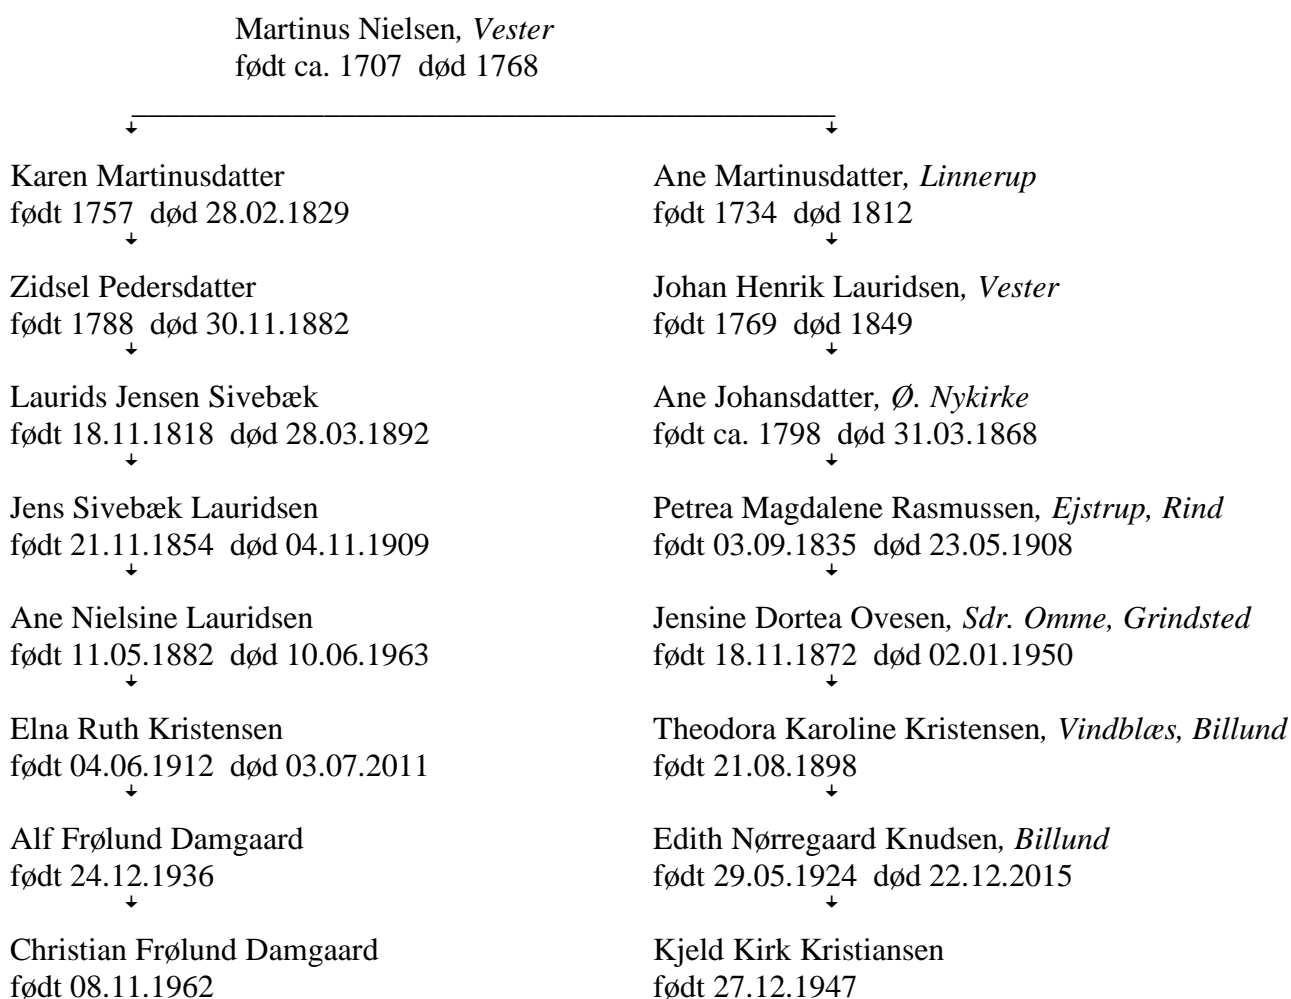 Martinus Nielsen, Vester
født ca. 1707 død 1768
Karen Martinusdatter
født 1757 død 28.02.1829
Ane Martinusdatter, Linnerup
født 1734 død 1812
Zidsel Pedersdatter
født 1788 død 30.11.1882
Johan Henrik Lauridsen, Vester
født 1769 død 1849
Laurids Jensen Sivebæk
født 18.11.1818 død 28.03.1892
Ane Johansdatter, Ø. Nykirke
født ca. 1798 død 31.03.1868
Jens Sivebæk Lauridsen
født 21.11.1854 død 04.11.1909
Petrea Magdalene Rasmussen, Ejstrup, Rind
født 03.09.1835 død 23.05.1908
Ane Nielsine Lauridsen
født 11.05.1882 død 10.06.1963
Jensine Dortea Ovesen, Sdr. Omme, Grindsted
født 18.11.1872 død 02.01.1950
Elna Ruth Kristensen
født 04.06.1912 død 03.07.2011
Theodora Karoline Kristensen, Vindblæs, Billund
født 21.08.1898
Alf Frølund Damgaard
født 24.12.1936
Edith Nørregaard Knudsen, Billund
født 29.05.1924 død 22.12.2015
Christian Frølund Damgaard
født 08.11.1962
Kjeld Kirk Kristiansen
født 27.12.1947